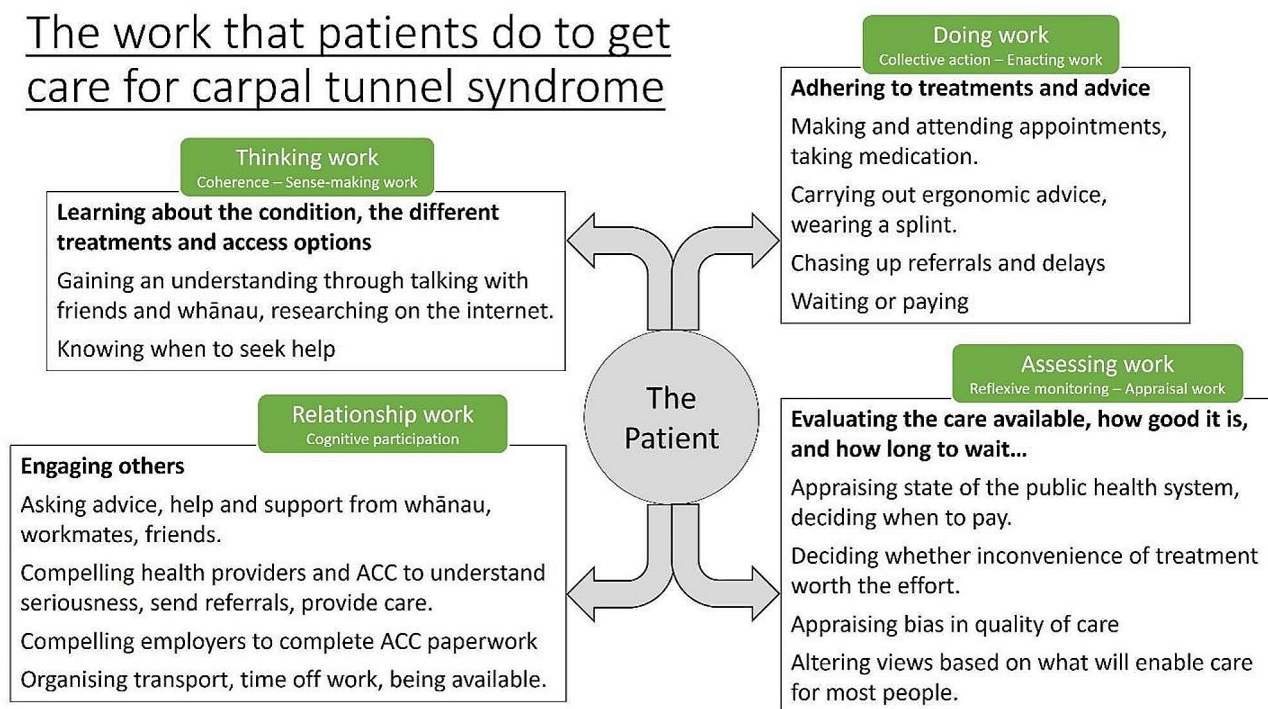 The work that patients do to get
care for carpal tunnel syndrome
Thinking work
Coherence – Sense-making work
Learning about the condition, the different
treatments and access options
Gaining an understanding through talking with
friends and whānau, researching on the internet.
Knowing when to seek help
Doing work
Collective action – Enacting work
Adhering to treatments and advice
Making and attending appointments,
taking medication.
Carrying out ergonomic advice,
wearing a splint.
Chasing up referrals and delays
Waiting or paying
The
Patient
Relationship work
Cognitive participation
Engaging others
Asking advice, help and support from whānau,
workmates, friends.
Compelling health providers and ACC to understand
seriousness, send referrals, provide care.
Compelling employers to complete ACC paperwork
Organising transport, time off work, being available.
Assessing work
Reflexive monitoring – Appraisal work
Evaluating the care available, how good it is,
and how long to wait...
Appraising state of the public health system,
deciding when to pay.
Deciding whether inconvenience of treatment
worth the effort.
Appraising bias in quality of care
Altering views based on what will enable care
for most people.